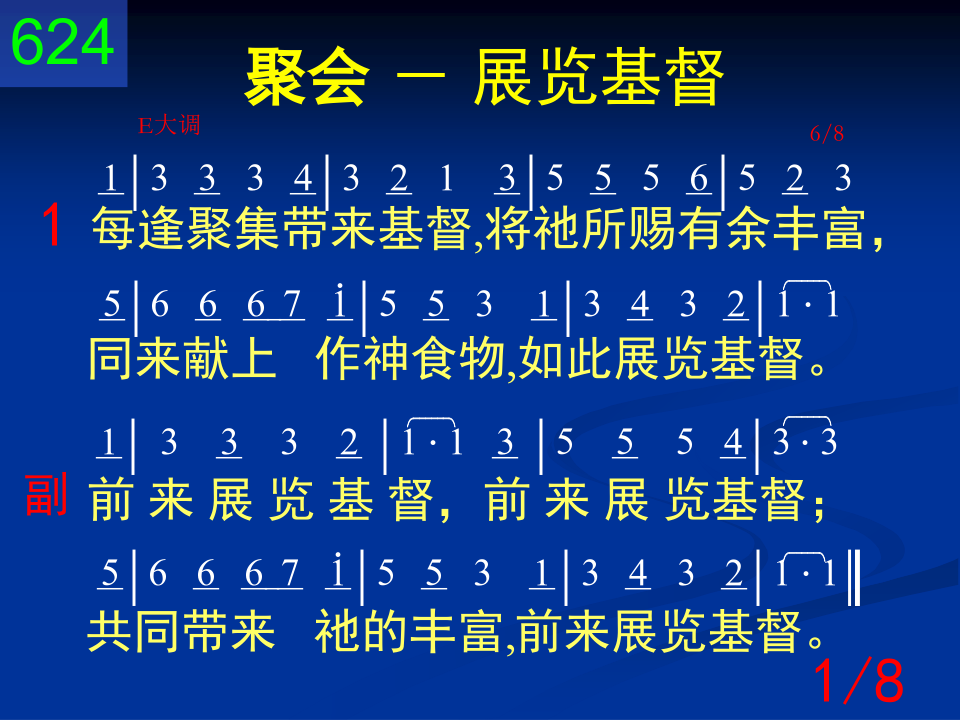 624
聚会 － 展览基督
E大调 6/8
1|3 3 3 4|3 2 1 3|5 5 5 6|5 2 3
1 每逢聚集带来基督,将祂所赐有余丰富，
5|6 6 6 7 i|5 5 3 1|3 4 3 2|1·1
同来献上 作神食物,如此展览基督。
1|3 3 3 2|1·1 3|5 5 5 4|3·3
副 前 来 展 览 基 督，前 来 展 览基督；
5|6 6 6 7 i|5 5 3 1|3 4 3 2|1·1‖
共同带来 祂的丰富,前来展览基督。
1/8